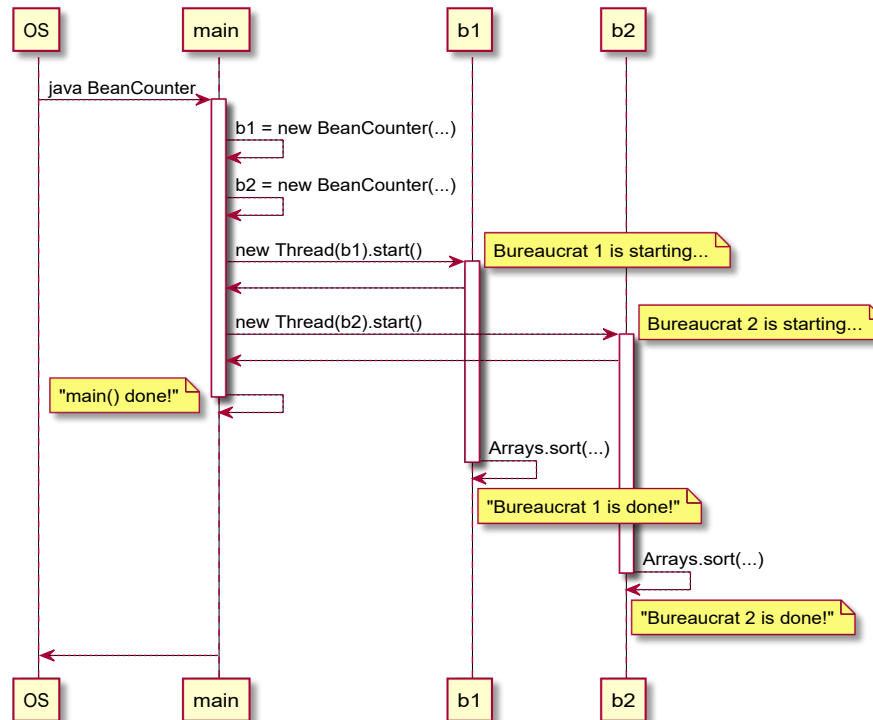 OS main b1 b2
java BeanCounter
b1 = new BeanCounter(...)
b2 = new BeanCounter(...)
new Thread(b1).start()
Bureaucrat 1 is starting...
new Thread(b2).start()
Bureaucrat 2 is starting...
"main() done!"
Arrays.sort(...)
"Bureaucrat 1 is done!"
Arrays.sort(...)
"Bureaucrat 2 is done!"
OS main b1 b2